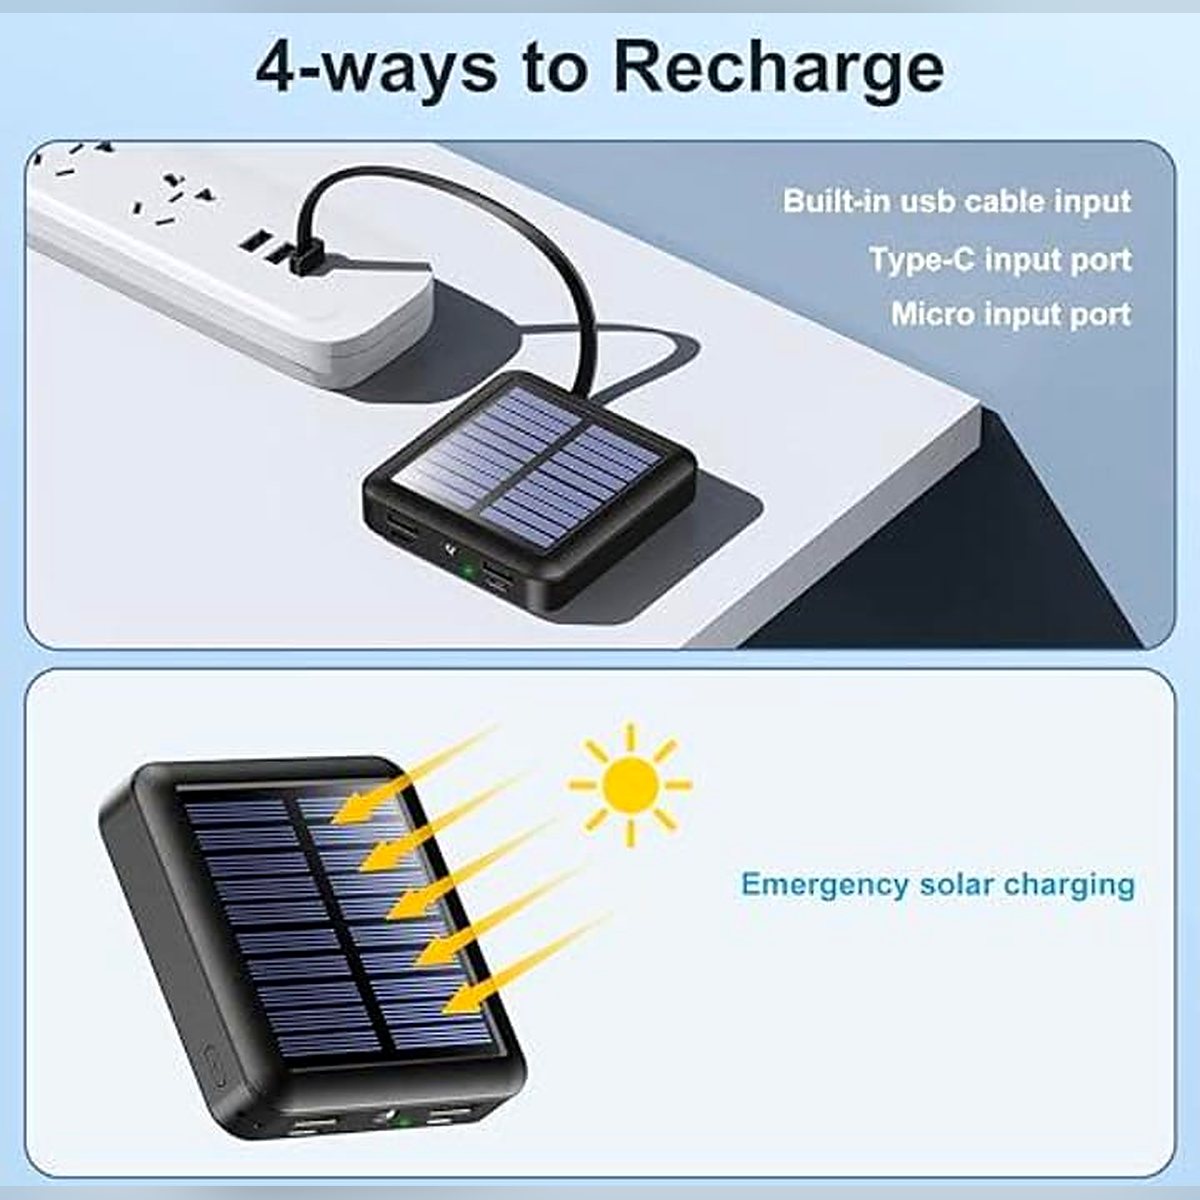 4-ways to Recharge
Built-in usb cable input
Type-C input port
Micro input port
Emergency solar charging